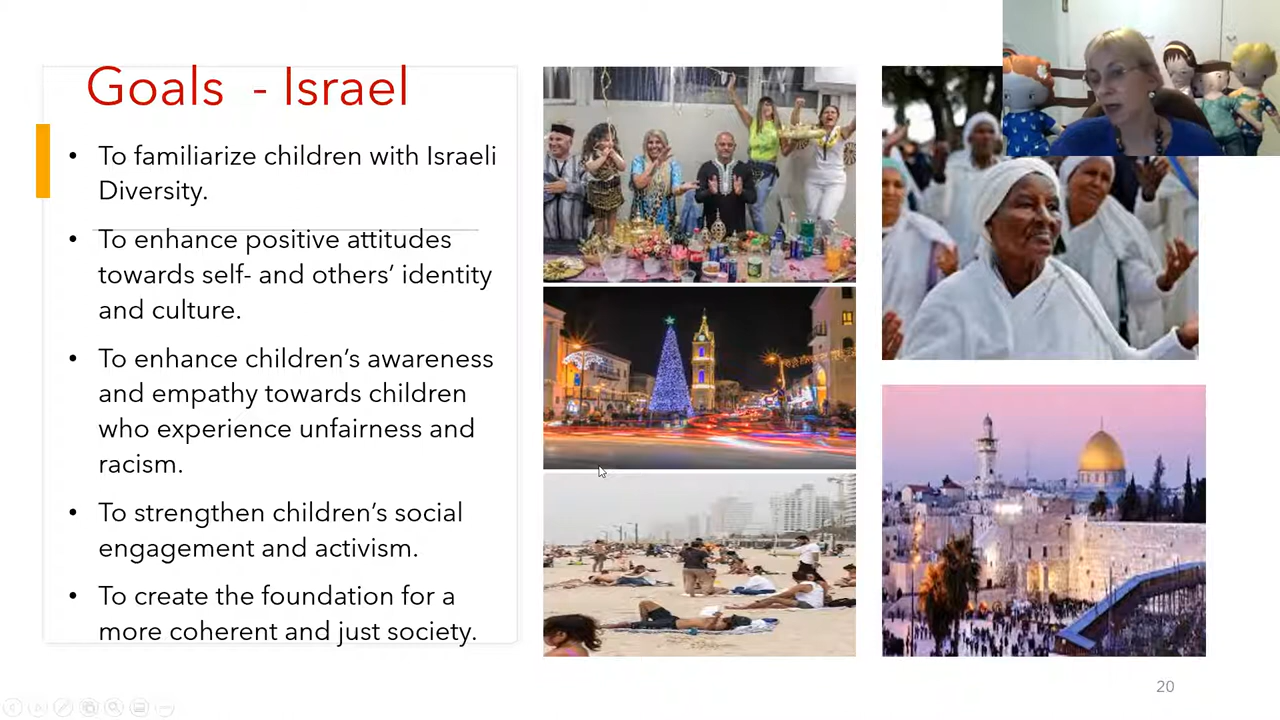 Goals - Israel
• To familiarize children with Israeli
Diversity.
• To enhance positive attitudes
towards self- and others’ identity
and culture.
• To enhance children’s awareness
and empathy towards children
who experience unfairness and
racism.
• To strengthen children’s social
engagement and activism.
• To create the foundation for a
more coherent and just society.
20